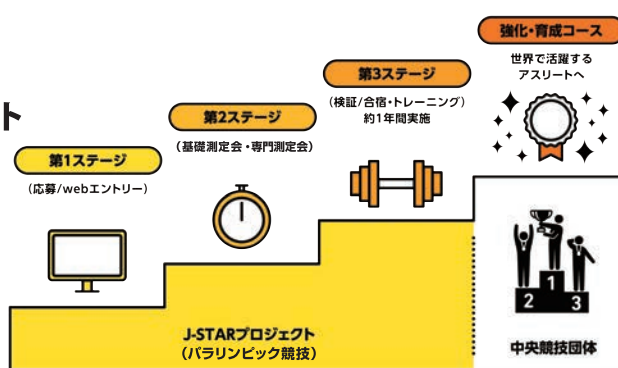 ト
第1ステージ
(応募/webエントリー)
第2ステージ
(基礎測定会・専門測定会)
第3ステージ
(検証/合宿・トレーニング)
約1年間実施
強化・育成コース
世界で活躍する
アスリートへ
J-STARプロジェクト
(パラリンピック競技)
2 1 3
中央競技団体